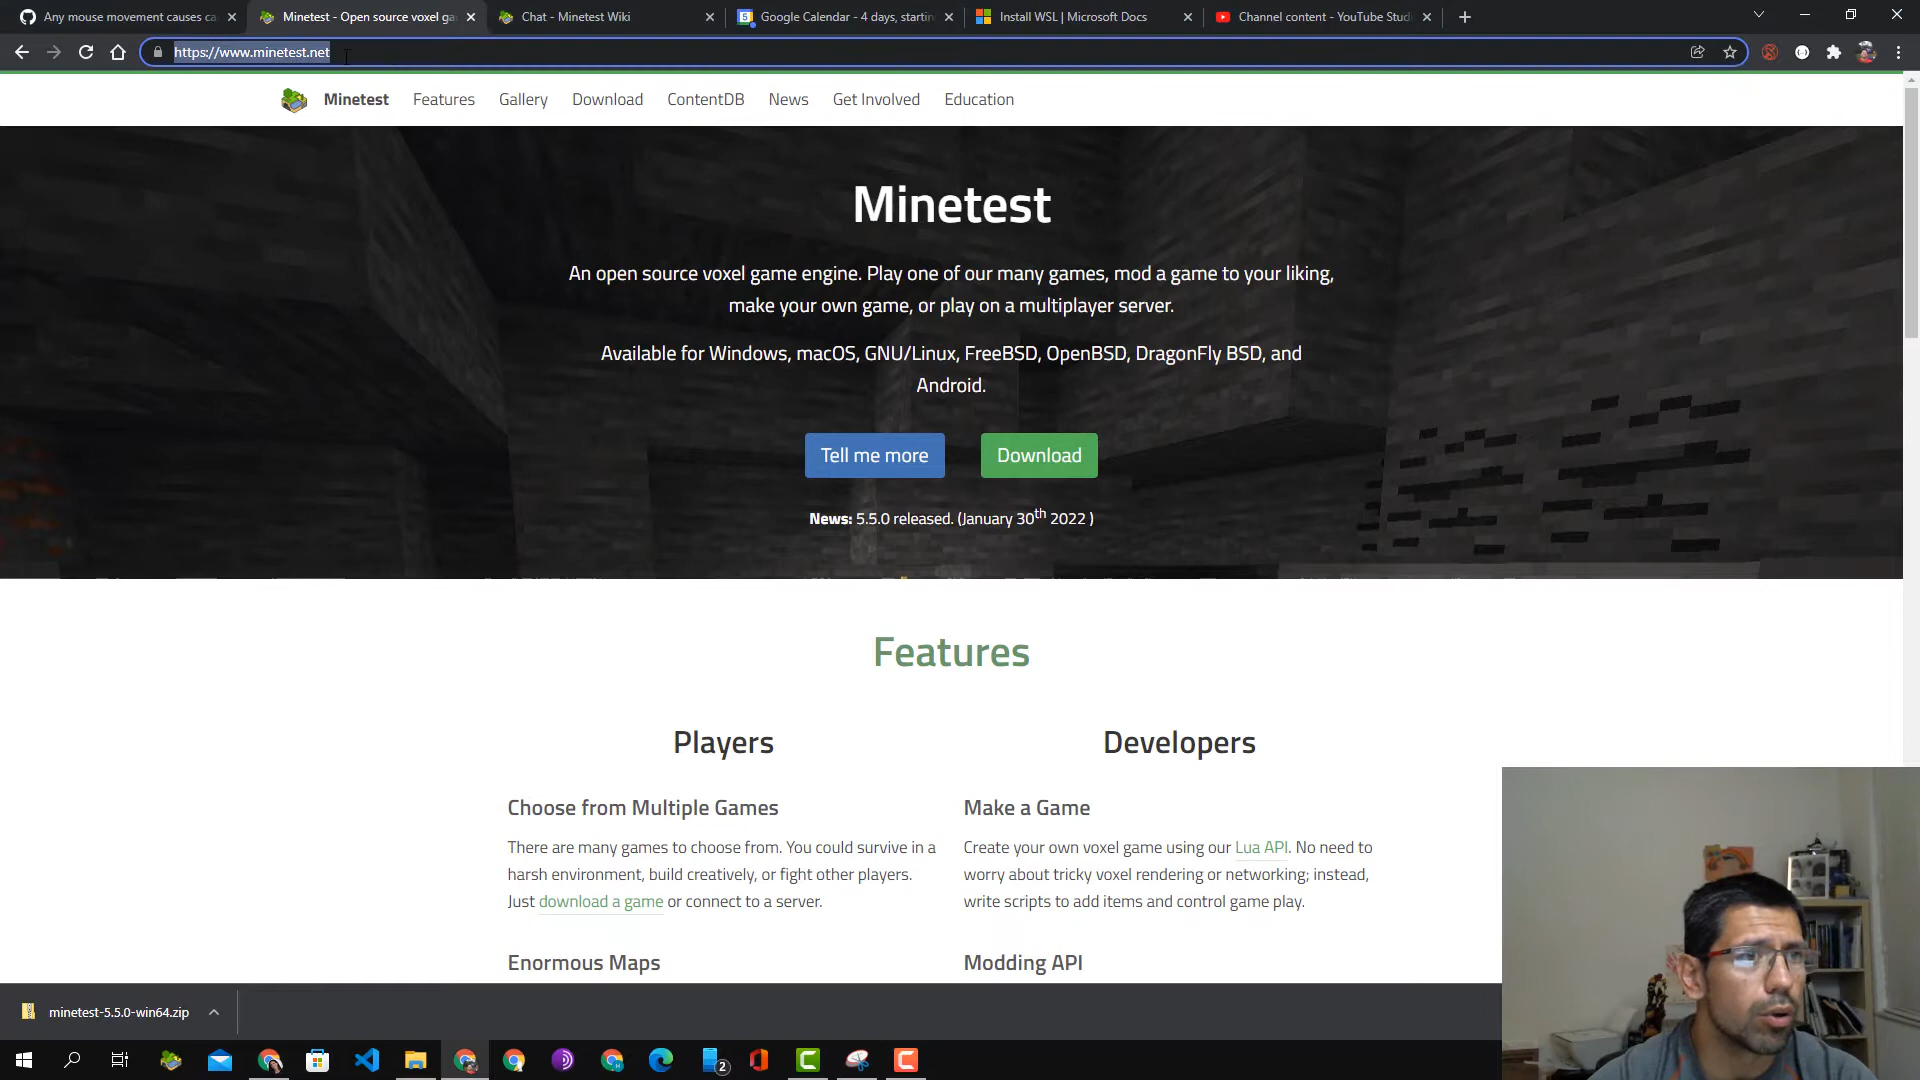 Any mouse movement causes ca
Minetest - Open source voxel ga
Chat - Minetest Wiki
Google Calendar - 4 days, startin
Install WSL | Microsoft Docs
Channel content - YouTube Studi
https://www.minetest.net
Minetest
Features
Gallery
Download
ContentDB
News
Get Involved
Education
Minetest
An open source voxel game engine. Play one of our many games, mod a game to your liking,
make your own game, or play on a multiplayer server.
Available for Windows, macOS, GNU/Linux, FreeBSD, OpenBSD, DragonFly BSD, and
Android.
Tell me more
Download
News: 5.5.0 released. (January 30th 2022 )
Features
Players
Choose from Multiple Games
There are many games to choose from. You could survive in a
harsh environment, build creatively, or fight other players.
Just download a game or connect to a server.
Enormous Maps
Developers
Make a Game
Create your own voxel game using our Lua API. No need to
worry about tricky voxel rendering or networking; instead,
write scripts to add items and control game play.
Modding API
minetest-5.5.0-win64.zip
2